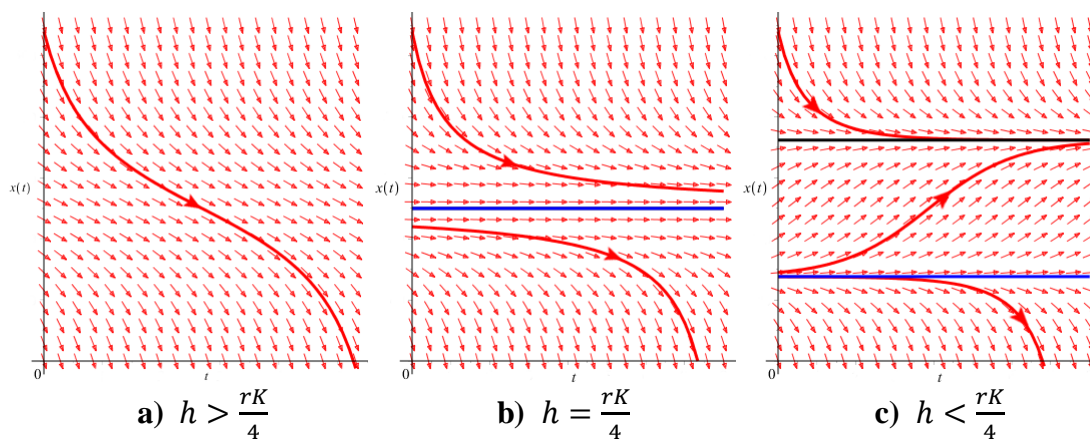 x(t)
0
t
x(t)
0
t
x(t)
0
t
a) h > rK/4
b) h = rK/4
c) h < rK/4